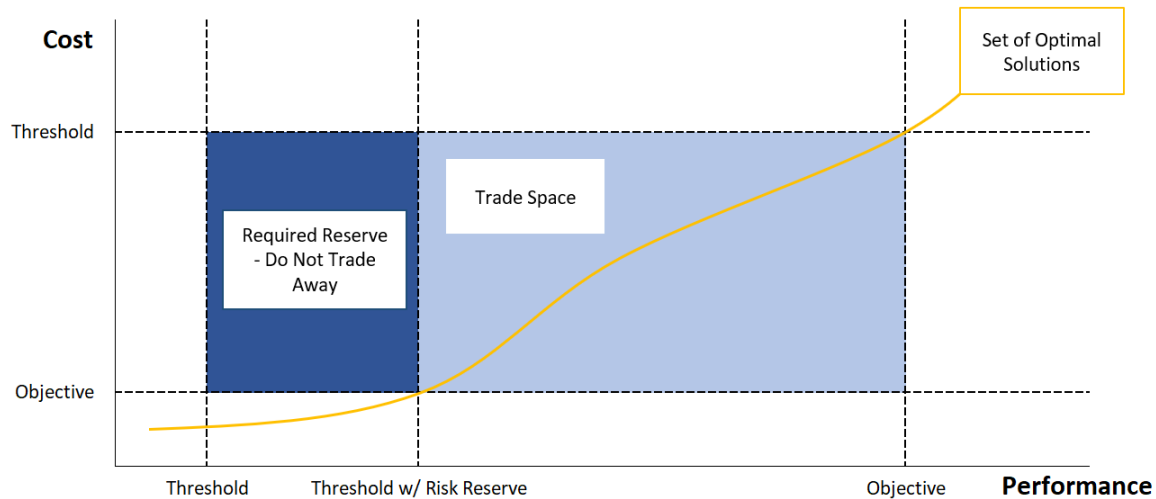 Cost
Set of Optimal
Solutions
Threshold
Trade Space
Required Reserve
- Do Not Trade
Away
Objective
Threshold
Threshold w/ Risk Reserve
Objective
Performance